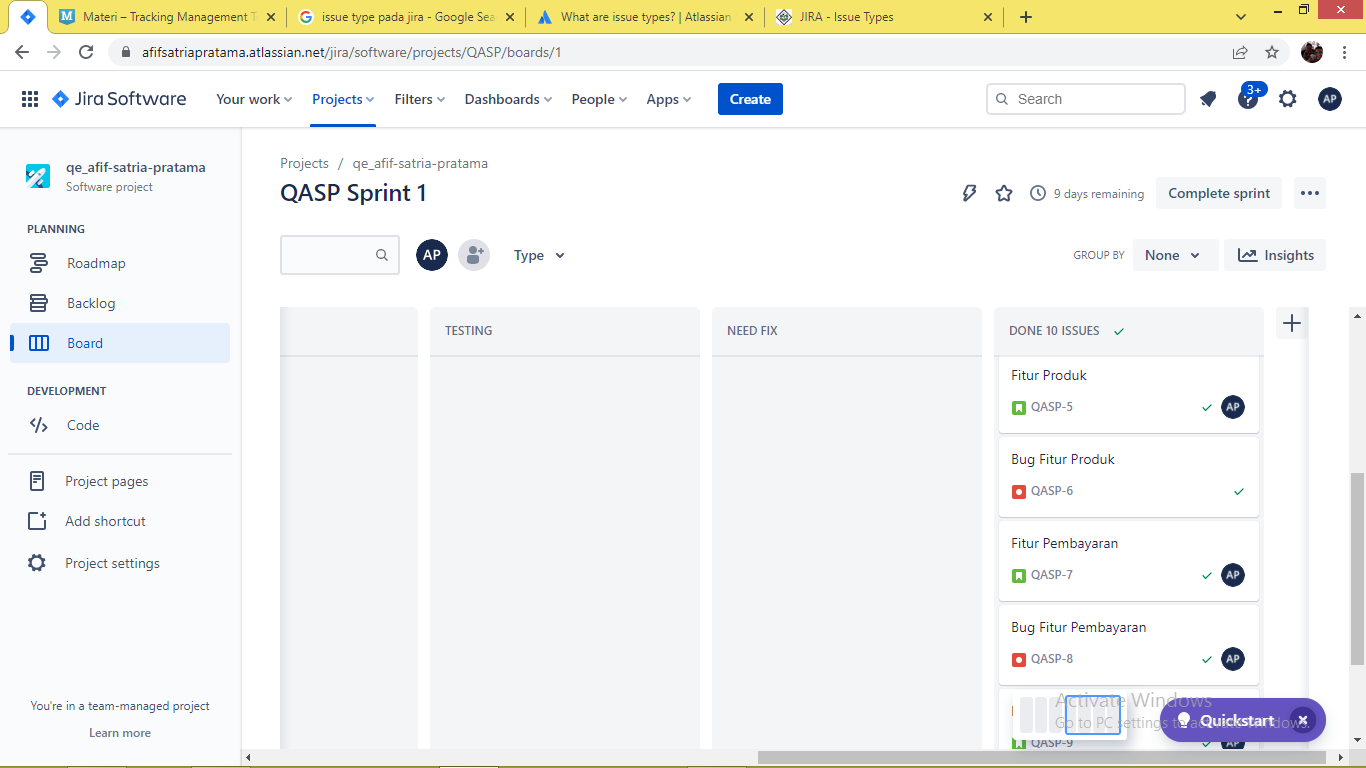 Materi – Tracking Management T
issue type pada jira - Google Sea
What are issue types? | Atlassian
JIRA - Issue Types
afifsatriapratama.atlassian.net/jira/software/projects/QASP/boards/1
Jira Software
Your work
Projects
Filters
Dashboards
People
Apps
Create
Search
3+
AP
qe_afif-satria-pratama
Software project
PLANNING
Roadmap
Backlog
Board
DEVELOPMENT
Code
Project pages
Add shortcut
Project settings
You're in a team-managed project
Learn more
Projects / qe_afif-satria-pratama
QASP Sprint 1
9 days remaining
Complete sprint
AP
Type
GROUP BY
None
Insights
TESTING
NEED FIX
DONE 10 ISSUES
Fitur Produk
QASP-5
AP
Bug Fitur Produk
QASP-6
Fitur Pembayaran
QASP-7
AP
Bug Fitur Pembayaran
QASP-8
AP
QASP-9
AP
Activate Windows
Go to PC settings to activate Windows.
Quickstart